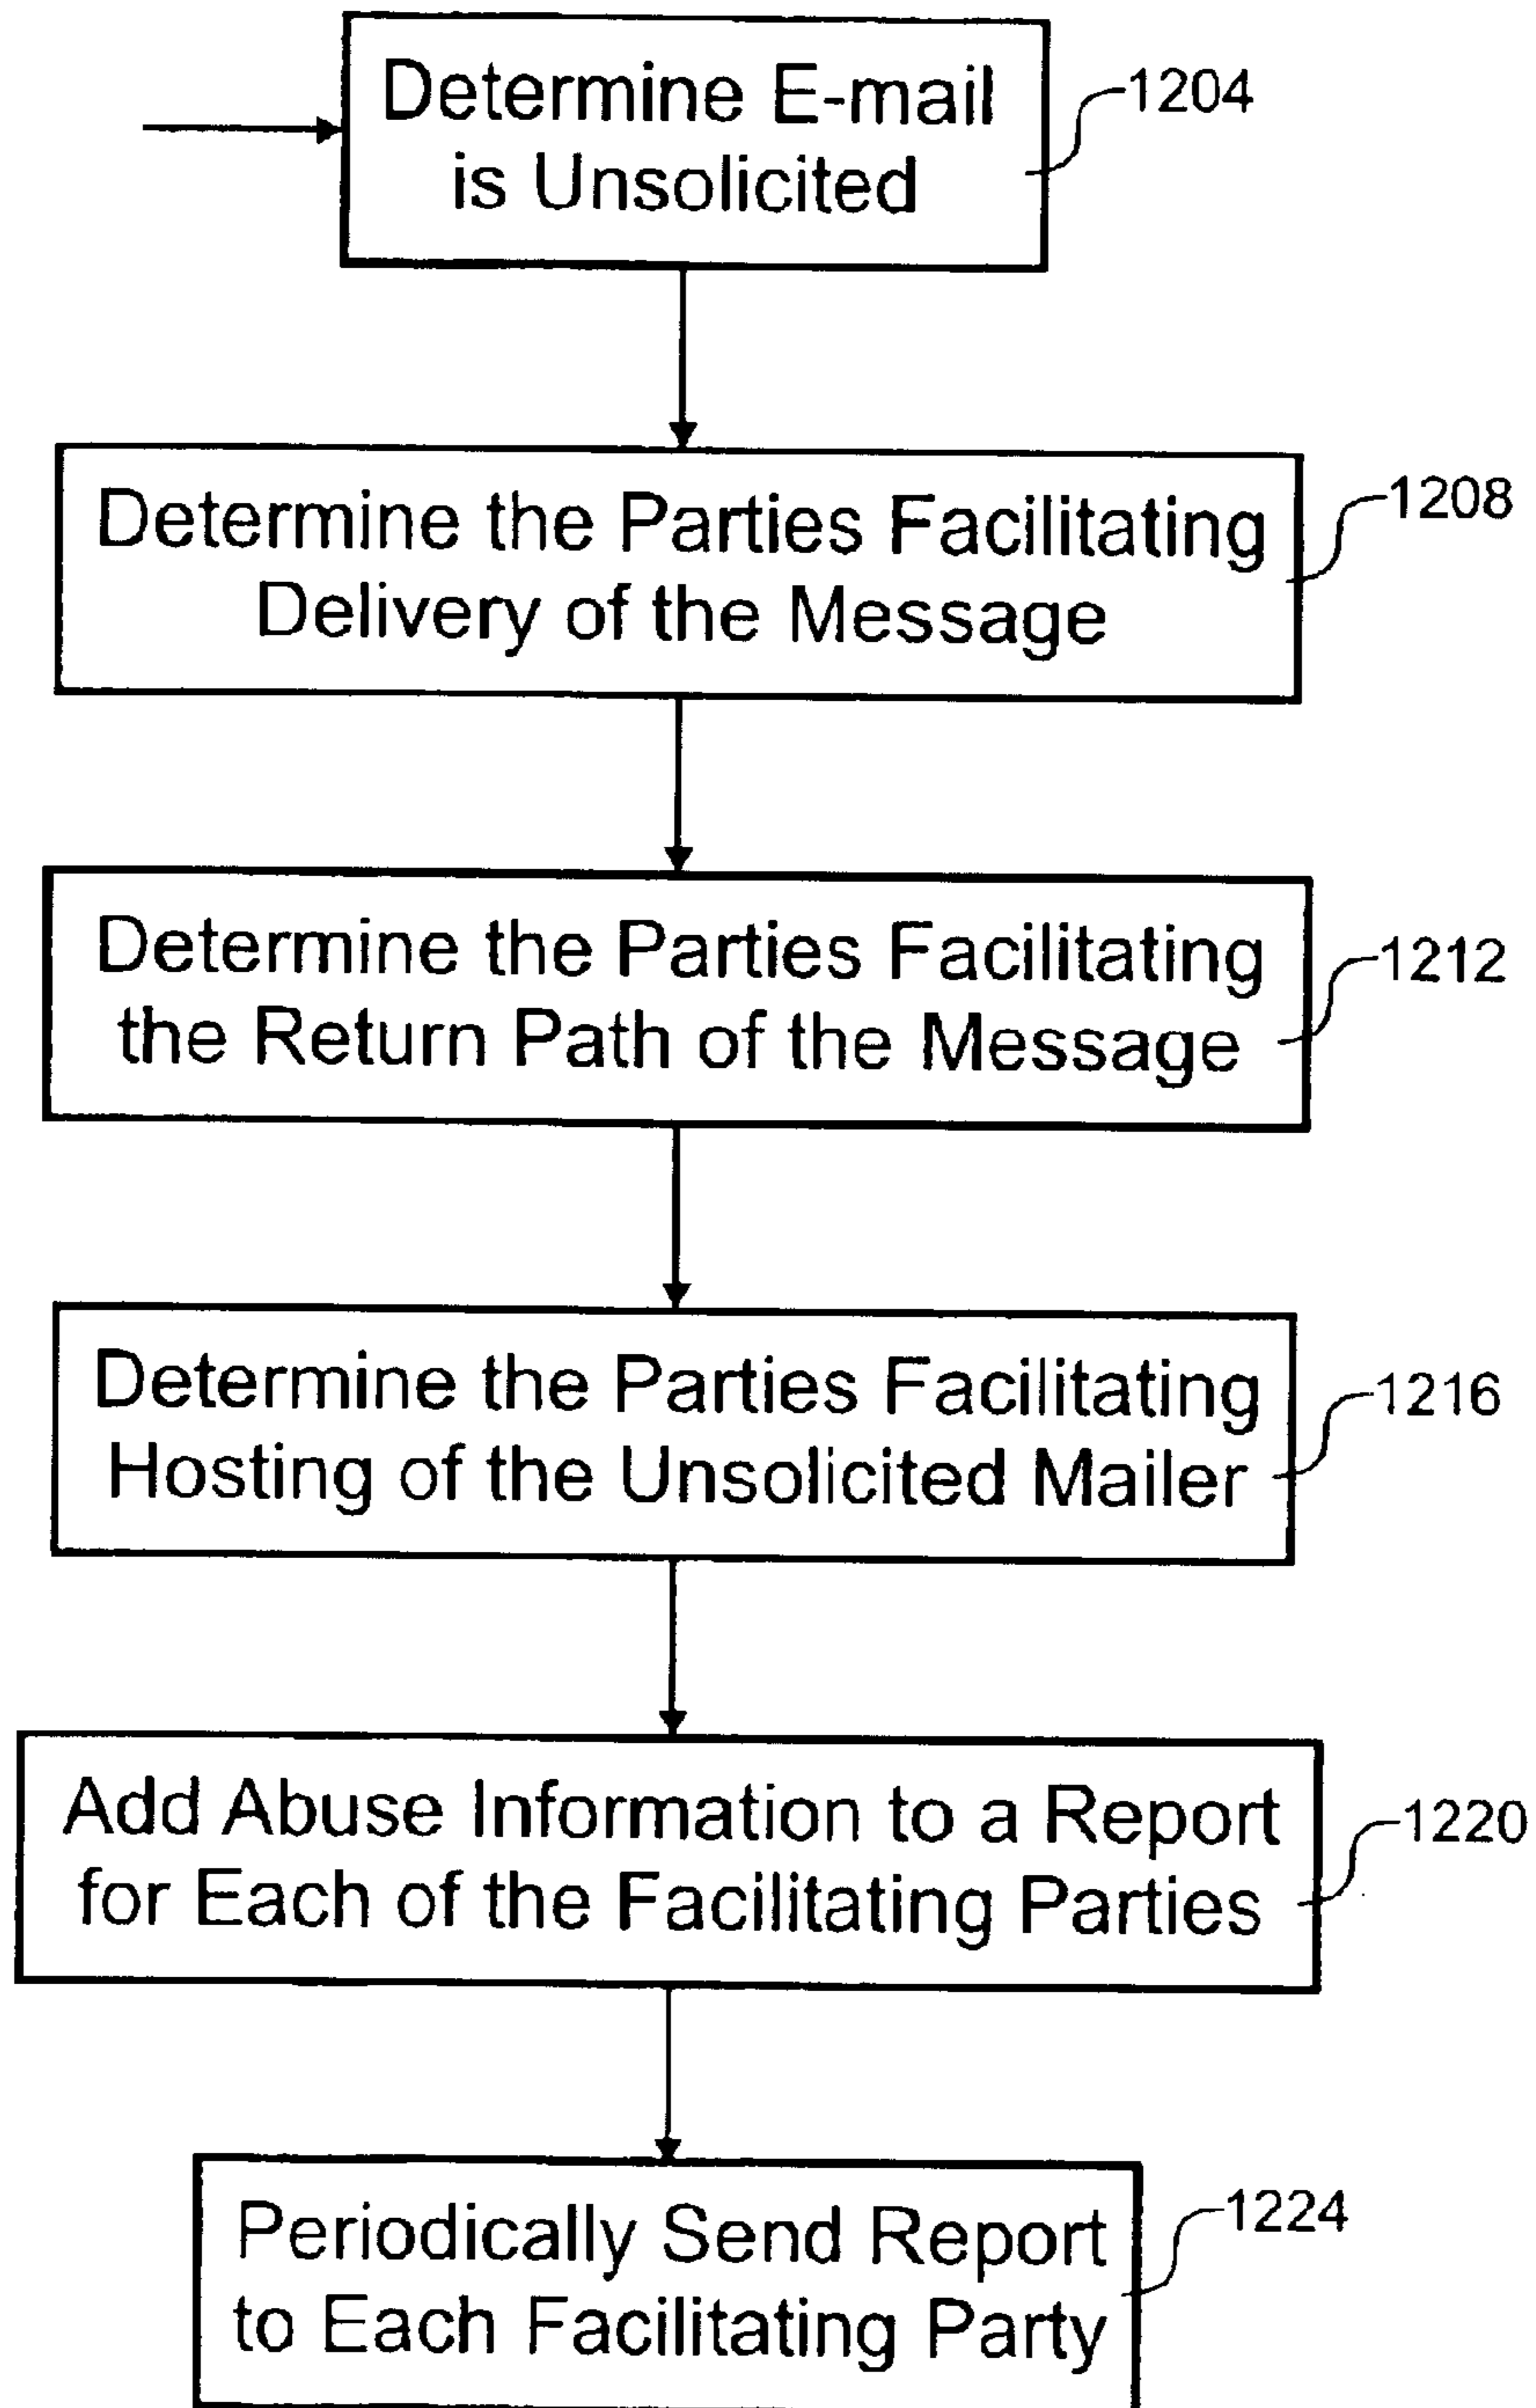 Determine E-mail
is Unsolicited
1204
Determine the Parties Facilitating
Delivery of the Message
1208
Determine the Parties Facilitating
the Return Path of the Message
1212
Determine the Parties Facilitating
Hosting of the Unsolicited Mailer
1216
Add Abuse Information to a Report
for Each of the Facilitating Parties
1220
Periodically Send Report
to Each Facilitating Party
1224